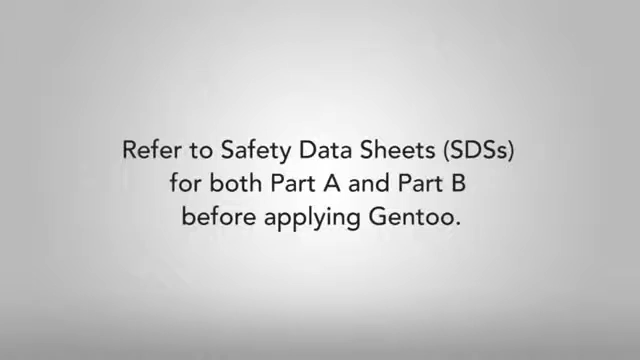 Refer to Safety Data Sheets (SDSs)
for both Part A and Part B
before applying Gentoo.